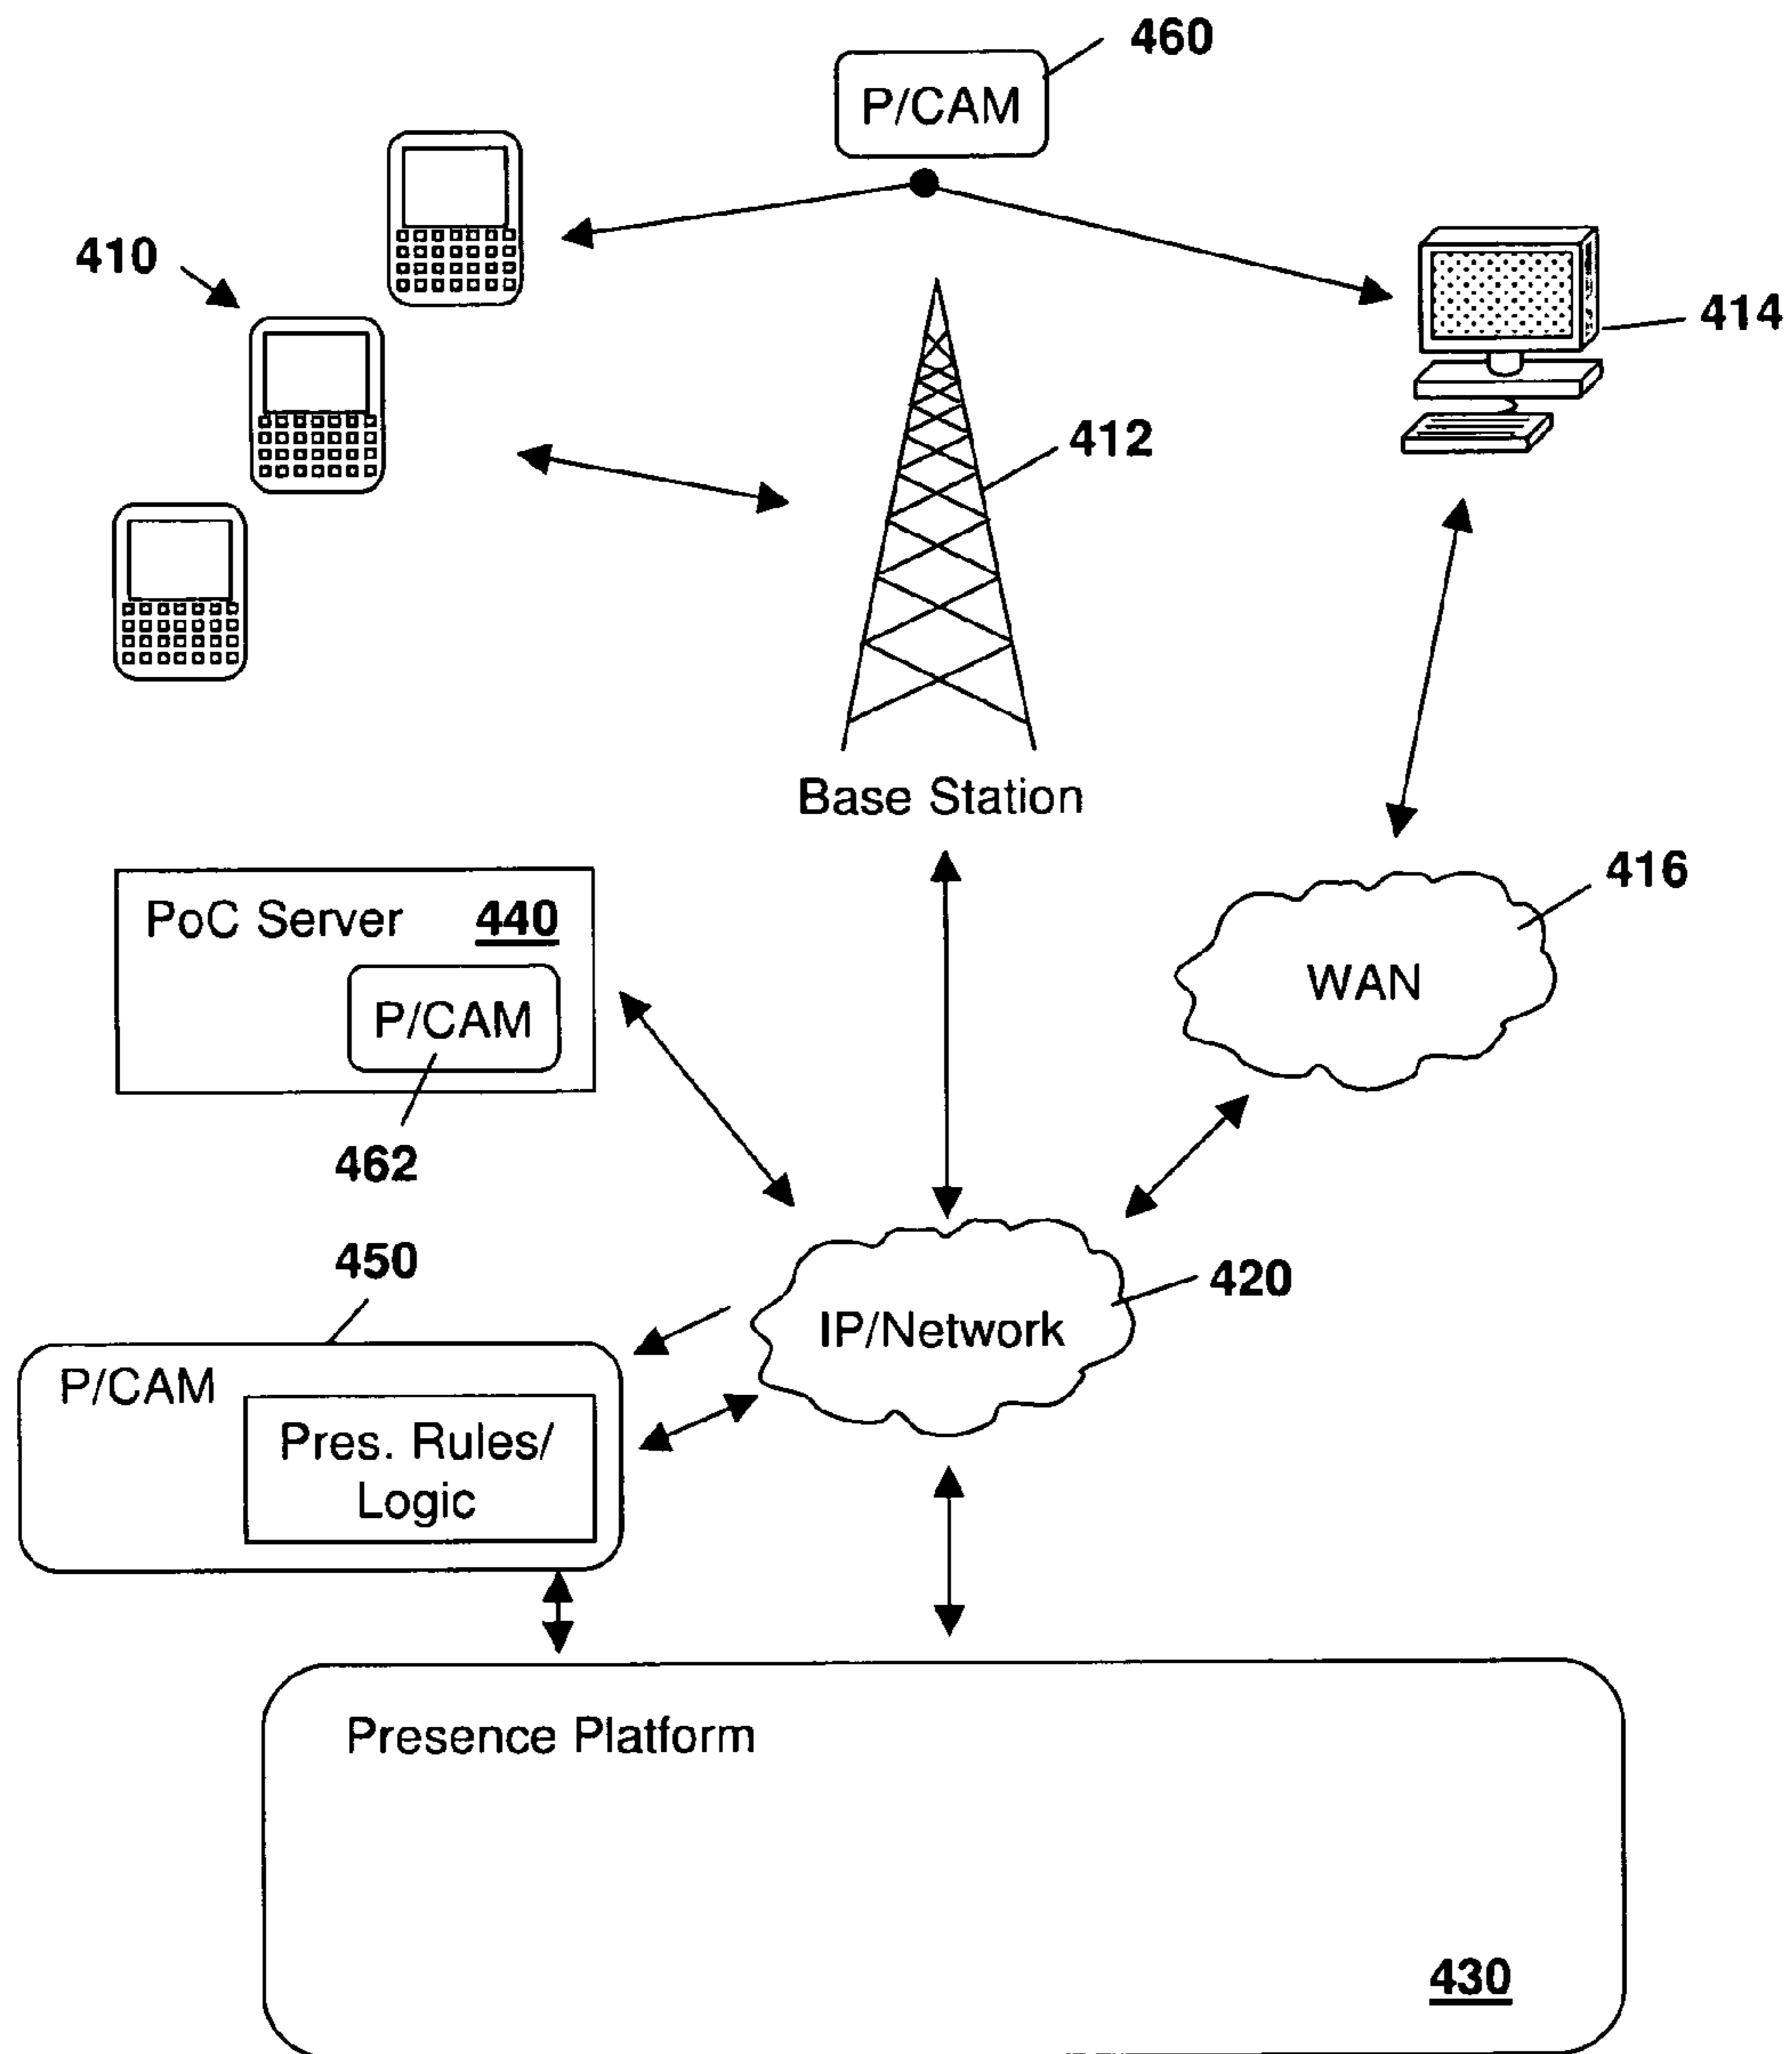 460
P/CAM
410
414
412
Base Station
416
PoC Server 440
WAN
P/CAM
462
450
420
IP/Network
P/CAM
Pres. Rules/
Logic
Presence Platform
430